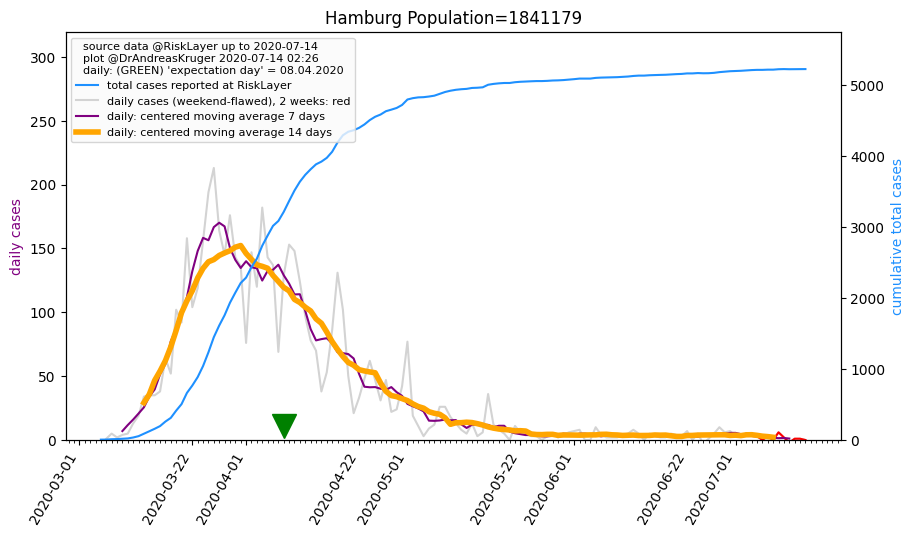 Hamburg Population=1841179
source data @RiskLayer up to 2020-07-14
plot @DrAndreasKruger 2020-07-14 02:26
daily: (GREEN) 'expectation day' = 08.04.2020
total cases reported at RiskLayer
daily cases (weekend-flawed), 2 weeks: red
daily: centered moving average 7 days
daily: centered moving average 14 days
daily cases
300
250
200
150
100
50
0
5000
4000
3000
2000
1000
0
cumulative total cases
2020-03-01
2020-03-22
2020-04-01
2020-04-22
2020-05-01
2020-05-22
2020-06-01
2020-06-22
2020-07-01